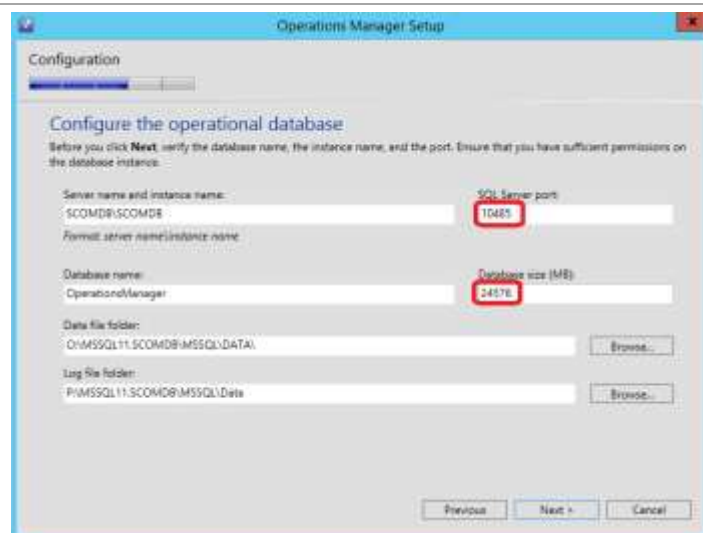 Operations Manager Setup
Configuration
Configure the operational database
Before you click Next, verify the database name, the instance name, and the port. Ensure that you have sufficient permissions on
the database instance.
Server name and instance name:
SQL Server port:
SCOMDB\SCOMDB
10485
Format: server name\instance name
Database name:
Database size (MB):
OperationsManager
24576
Data file folder:
O:\MSSQL11.SCOMDB\MSSQL\DATA\
Browse...
Log file folder:
P:\MSSQL11.SCOMDB\MSSQL\Data
Browse...
Previous
Next >
Cancel